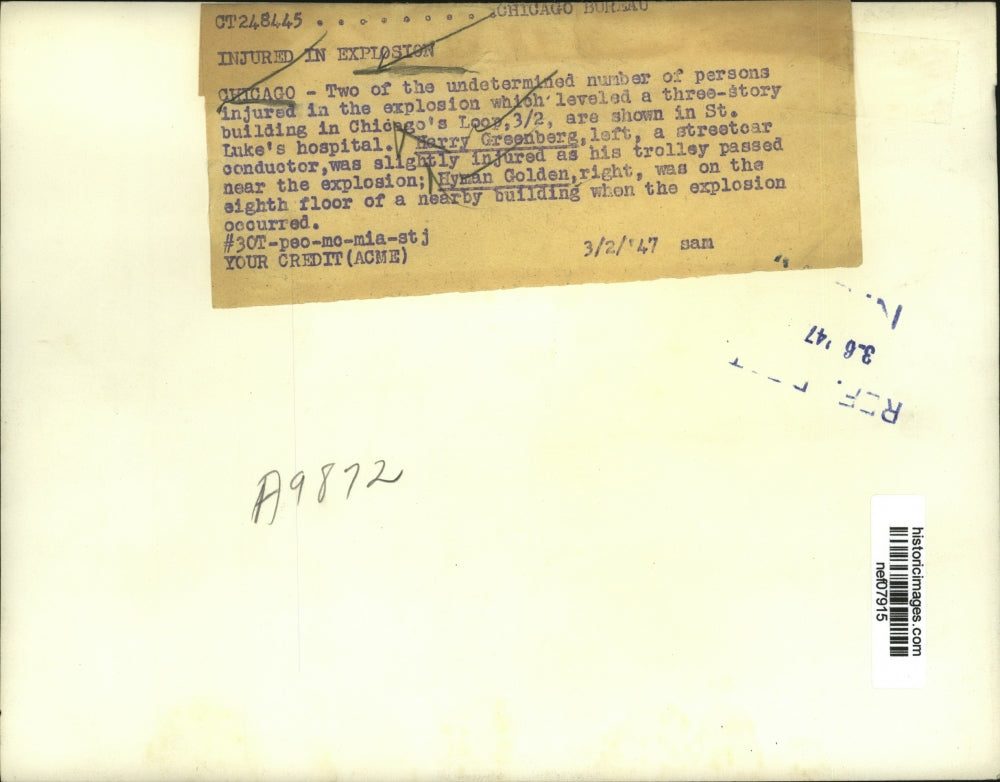 CT248445 . . . . . . . . CHICAGO BUREAU
INJURED IN EXPLOSION
CHICAGO - Two of the undetermined number of persons
injured in the explosion which leveled a three-story
building in Chicago's Loop,3/2, are shown in St.
Luke's hospital. Harry Greenberg,left, a streetcar
conductor,was slightly injured as his trolley passed
near the explosion; Hyman Golden,right, was on the
eighth floor of a nearby building when the explosion
occurred.
#3CT-peo-mc-mia-stj
YOUR CREDIT(ACME) 3/2/'47 sam
3.6 '47
REF.
A9872
historicimages.com
nef07915